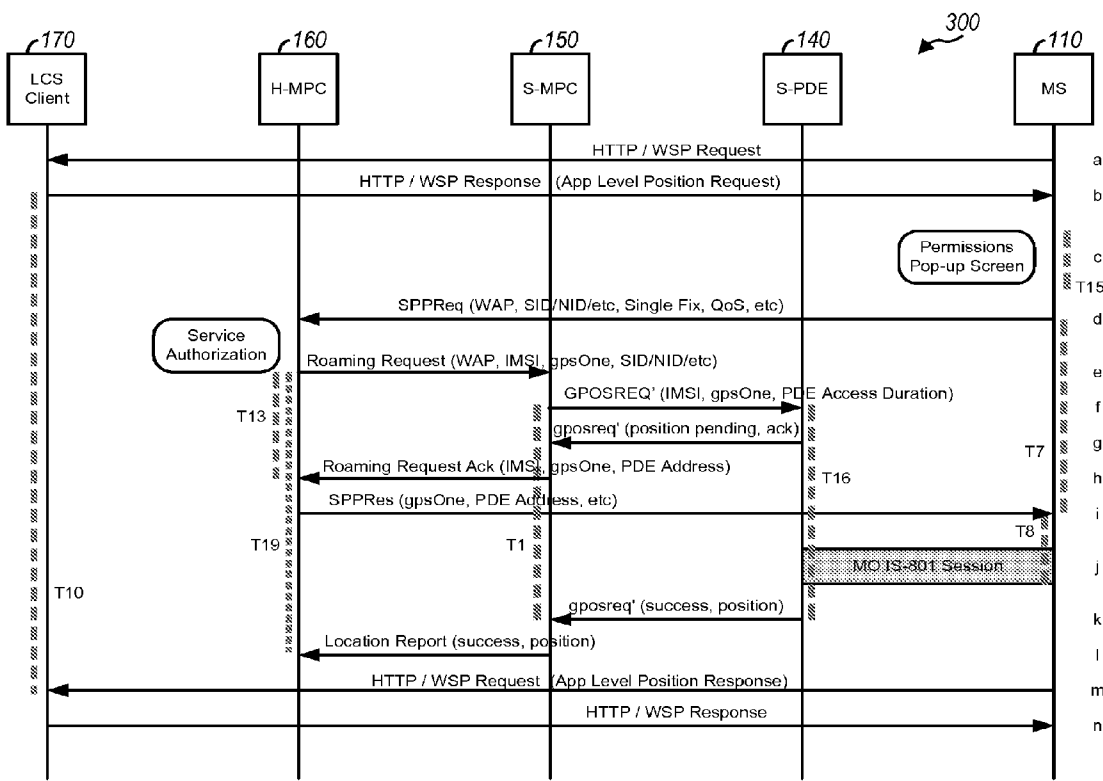 300
170
160
150
140
110
LCS
Client
H-MPC
S-MPC
S-PDE
MS
HTTP / WSP Request
a
HTTP / WSP Response (App Level Position Request)
b
Permissions
Pop-up Screen
c
T15
SPPReq (WAP, SID/NID/etc, Single Fix, QoS, etc)
d
Service
Authorization
Roaming Request (WAP, IMSI, gpsOne, SID/NID/etc)
e
GPOSREQ' (IMSI, gpsOne, PDE Access Duration)
f
T13
gposreq' (position pending, ack)
g
T7
Roaming Request Ack (IMSI, gpsOne, PDE Address)
h
T16
SPPRes (gpsOne, PDE Address, etc)
i
T19
T1
T8
MO IS-801 Session
j
T10
gposreq' (success, position)
k
Location Report (success, position)
l
HTTP / WSP Request (App Level Position Response)
m
HTTP / WSP Response
n